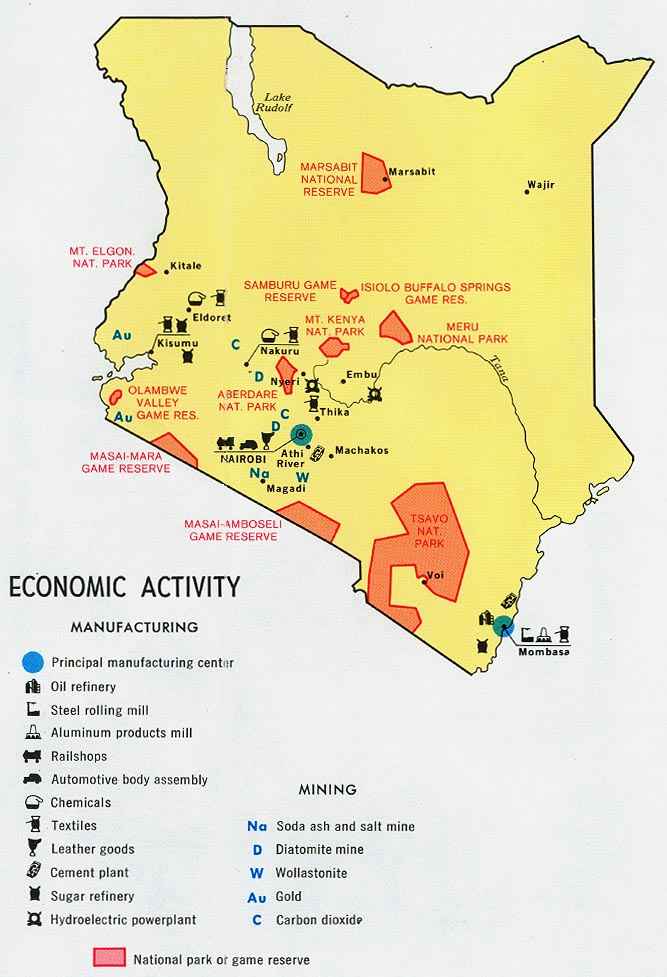 Lake
Rudolf
MARSABIT
NATIONAL
RESERVE
Marsabit
Wajir
MT. ELGON.
NAT. PARK
Kitale
SAMBURU GAME
RESERVE
ISIOLO BUFFALO SPRINGS
GAME RES.
Eldoret
MT. KENYA
NAT. PARK
MERU
NATIONAL PARK
Au
Kisumu
C
Nakuru
D
Nyeri
Embu
Tana
OLAMBWE
VALLEY
GAME RES.
Au
ABERDARE
NAT. PARK
C
Thika
D
MASAI-MARA
GAME RESERVE
NAIROBI
Athi
River
Machakos
Na
W
Magadi
MASAI-AMBOSELI
GAME RESERVE
TSAVO
NAT.
PARK
Voi
Mombasa
ECONOMIC ACTIVITY
MANUFACTURING
Principal manufacturing center
Oil refinery
Steel rolling mill
Aluminum products mill
Railshops
Automotive body assembly
Chemicals
Textiles
Leather goods
Cement plant
Sugar refinery
Hydroelectric powerplant
MINING
Na Soda ash and salt mine
D Diatomite mine
W Wollastonite
Au Gold
C Carbon dioxide
National park or game reserve